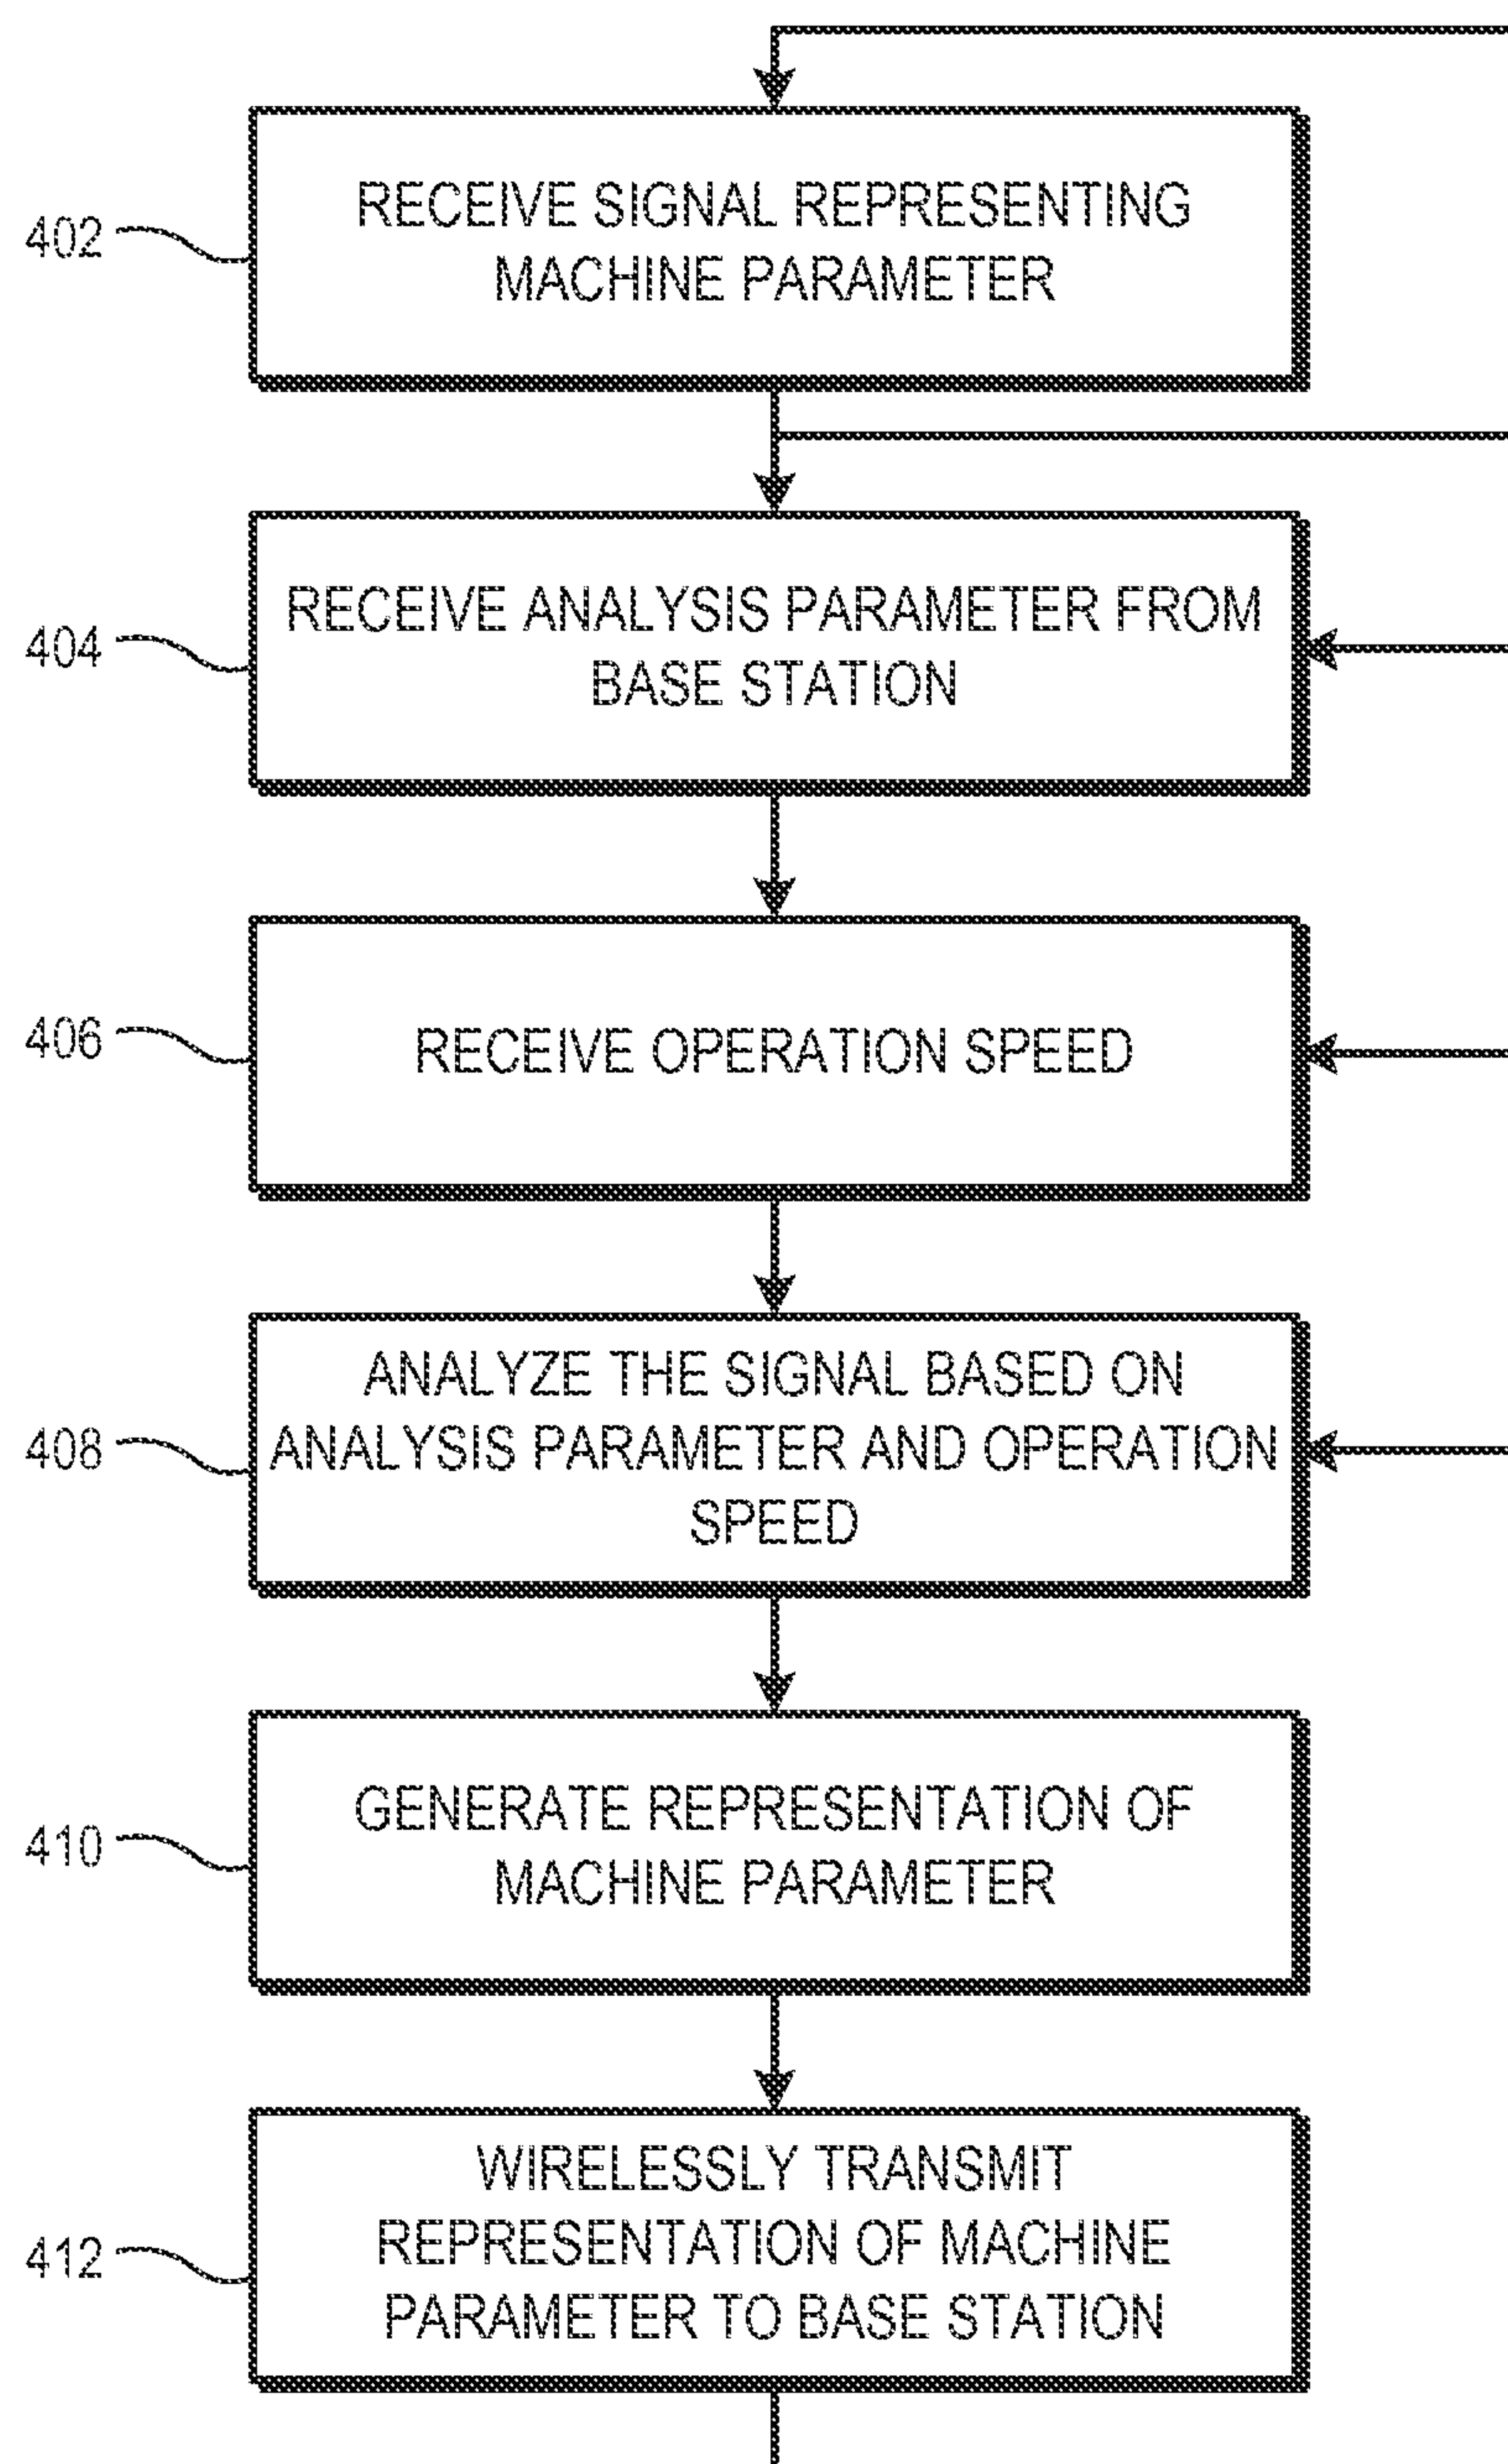 RECEIVE SIGNAL REPRESENTING
MACHINE PARAMETER
402
RECEIVE ANALYSIS PARAMETER FROM
BASE STATION
404
RECEIVE OPERATION SPEED
406
ANALYZE THE SIGNAL BASED ON
ANALYSIS PARAMETER AND OPERATION
SPEED
408
GENERATE REPRESENTATION OF
MACHINE PARAMETER
410
WIRELESSLY TRANSMIT
REPRESENTATION OF MACHINE
PARAMETER TO BASE STATION
412